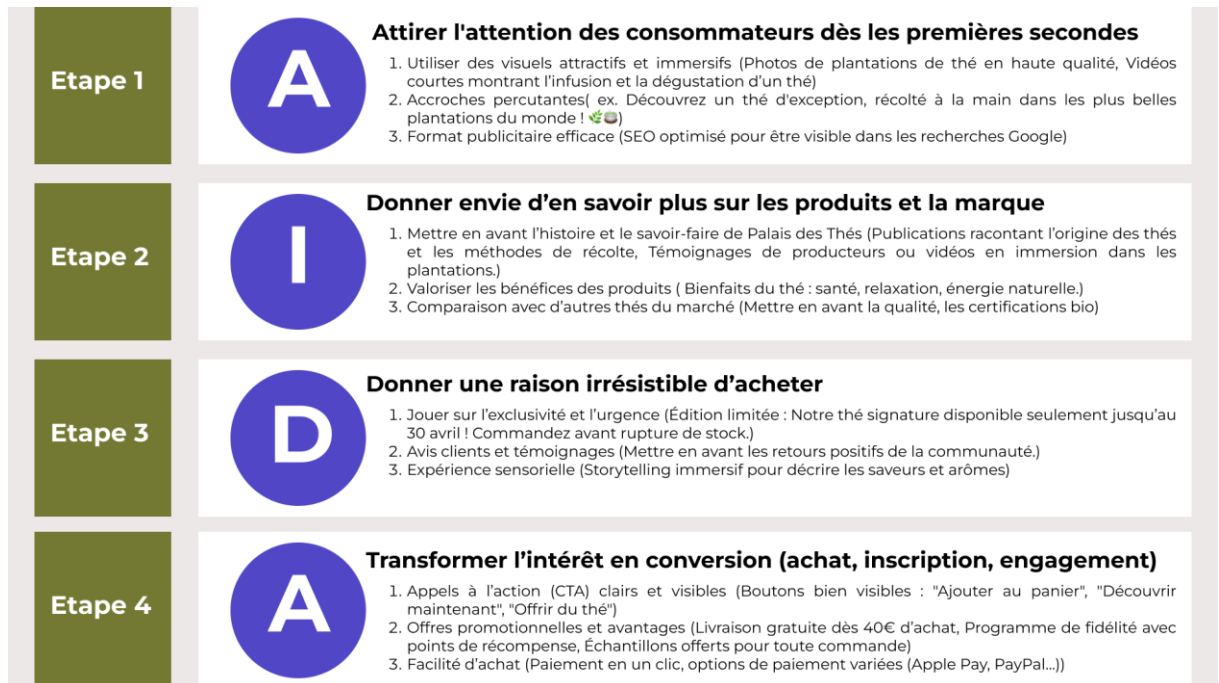 Etape 1
A
Attirer l'attention des consommateurs dès les premières secondes
1. Utiliser des visuels attractifs et immersifs (Photos de plantations de thé en haute qualité, Vidéos
courtes montrant l’infusion et la dégustation d’un thé)
2. Accroches percutantes( ex. Découvrez un thé d'exception, récolté à la main dans les plus belles
plantations du monde ! 🌿🍵)
3. Format publicitaire efficace (SEO optimisé pour être visible dans les recherches Google)
Etape 2
I
Donner envie d’en savoir plus sur les produits et la marque
1. Mettre en avant l’histoire et le savoir-faire de Palais des Thés (Publications racontant l’origine des thés
et les méthodes de récolte, Témoignages de producteurs ou vidéos en immersion dans les
plantations.)
2. Valoriser les bénéfices des produits ( Bienfaits du thé : santé, relaxation, énergie naturelle.)
3. Comparaison avec d’autres thés du marché (Mettre en avant la qualité, les certifications bio)
Etape 3
D
Donner une raison irrésistible d’acheter
1. Jouer sur l’exclusivité et l’urgence (Édition limitée : Notre thé signature disponible seulement jusqu’au
30 avril ! Commandez avant rupture de stock.)
2. Avis clients et témoignages (Mettre en avant les retours positifs de la communauté.)
3. Expérience sensorielle (Storytelling immersif pour décrire les saveurs et arômes)
Etape 4
A
Transformer l’intérêt en conversion (achat, inscription, engagement)
1. Appels à l’action (CTA) clairs et visibles (Boutons bien visibles : "Ajouter au panier", "Découvrir
maintenant", "Offrir du thé")
2. Offres promotionnelles et avantages (Livraison gratuite dès 40€ d’achat, Programme de fidélité avec
points de récompense, Échantillons offerts pour toute commande)
3. Facilité d’achat (Paiement en un clic, options de paiement variées (Apple Pay, PayPal...))